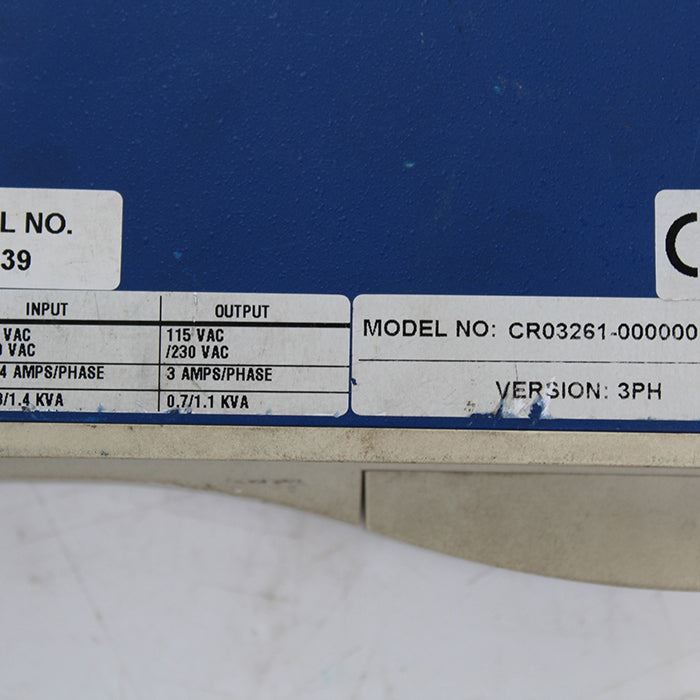 L NO.
39
INPUT OUTPUT
VAC 115 VAC
VAC /230 VAC
4 AMPS/PHASE 3 AMPS/PHASE
/1.4 KVA 0.7/1.1 KVA
MODEL NO: CR03261-000000
VERSION: 3PH